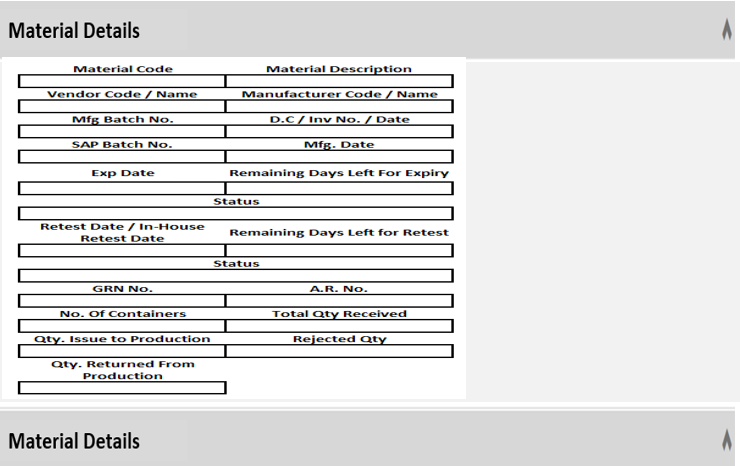 Material Details
Material Code Material Description
Vendor Code / Name Manufacturer Code / Name
Mfg Batch No. D.C / Inv No. / Date
SAP Batch No. Mfg. Date
Exp Date Remaining Days Left For Expiry
Status
Retest Date / In-House
Retest Date Remaining Days Left for Retest
Status
GRN No. A.R. No.
No. Of Containers Total Qty Received
Qty. Issue to Production Rejected Qty
Qty. Returned From
Production
Material Details